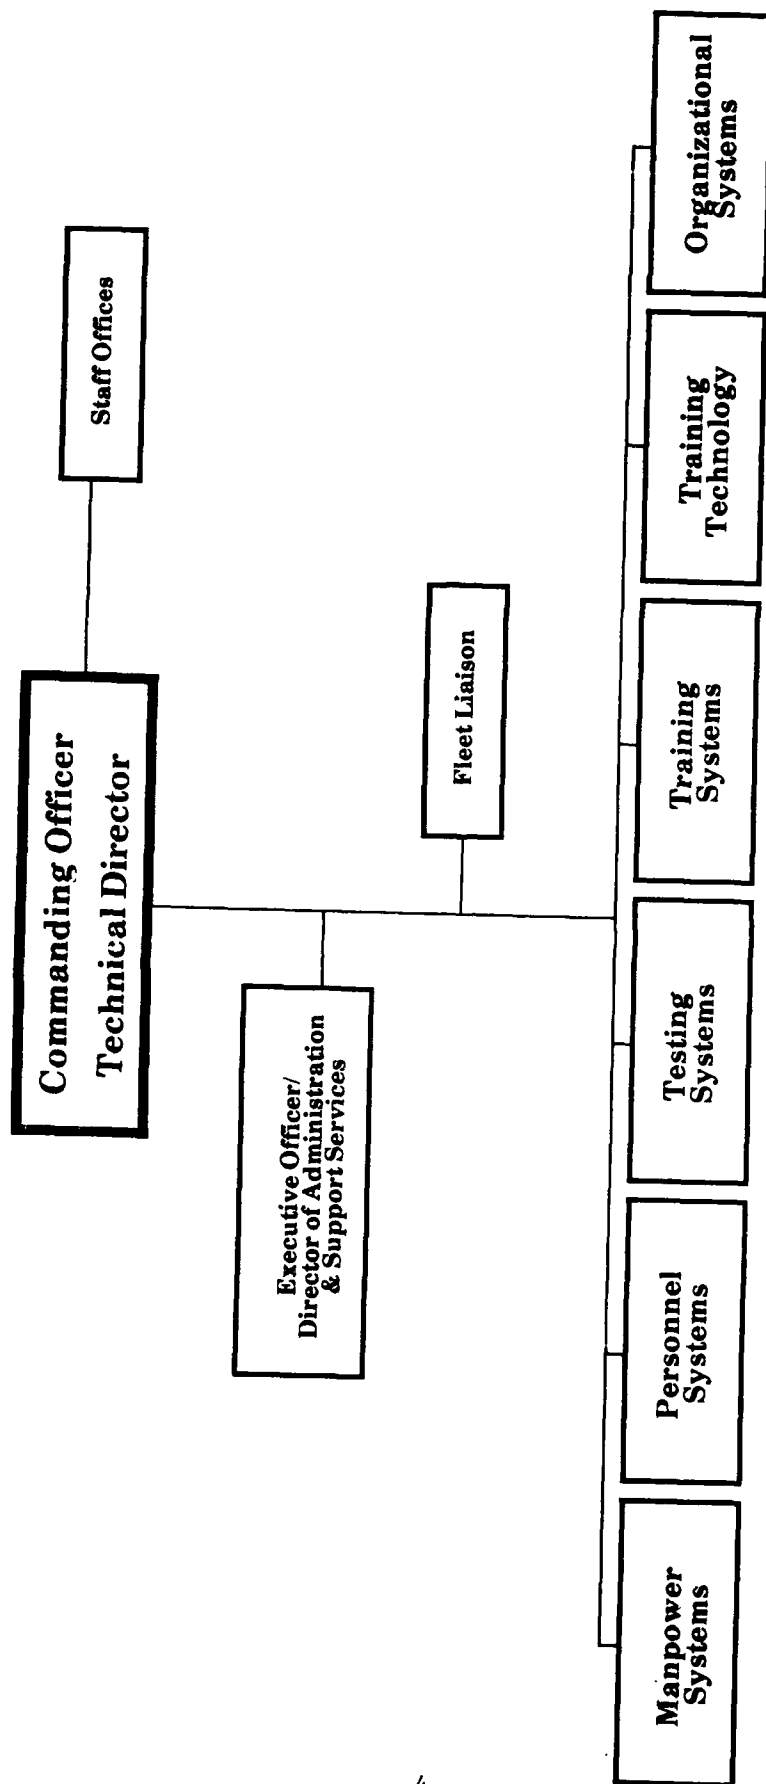 Commanding Officer
Technical Director
Staff Offices
Executive Officer/
Director of Administration
& Support Services
Fleet Liaison
Manpower
Systems
Personnel
Systems
Testing
Systems
Training
Systems
Training
Technology
Organizational
Systems
4